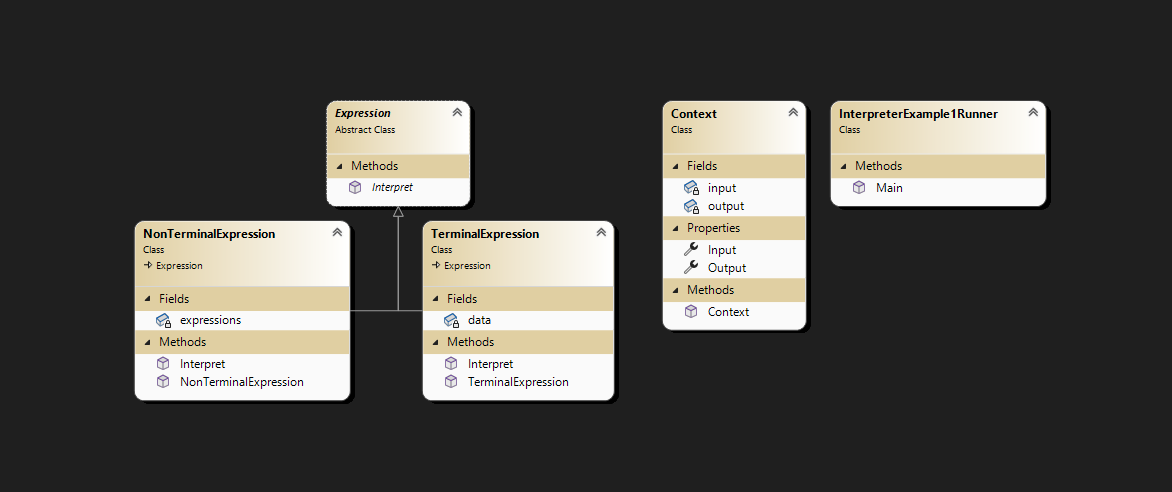 Expression
Abstract Class
Methods
Interpret
NonTerminalExpression
Class
Expression
Fields
expressions
Methods
Interpret
NonTerminalExpression
TerminalExpression
Class
Expression
Fields
data
Methods
Interpret
TerminalExpression
Context
Class
Fields
input
output
Properties
Input
Output
Methods
Context
InterpreterExample1Runner
Class
Methods
Main